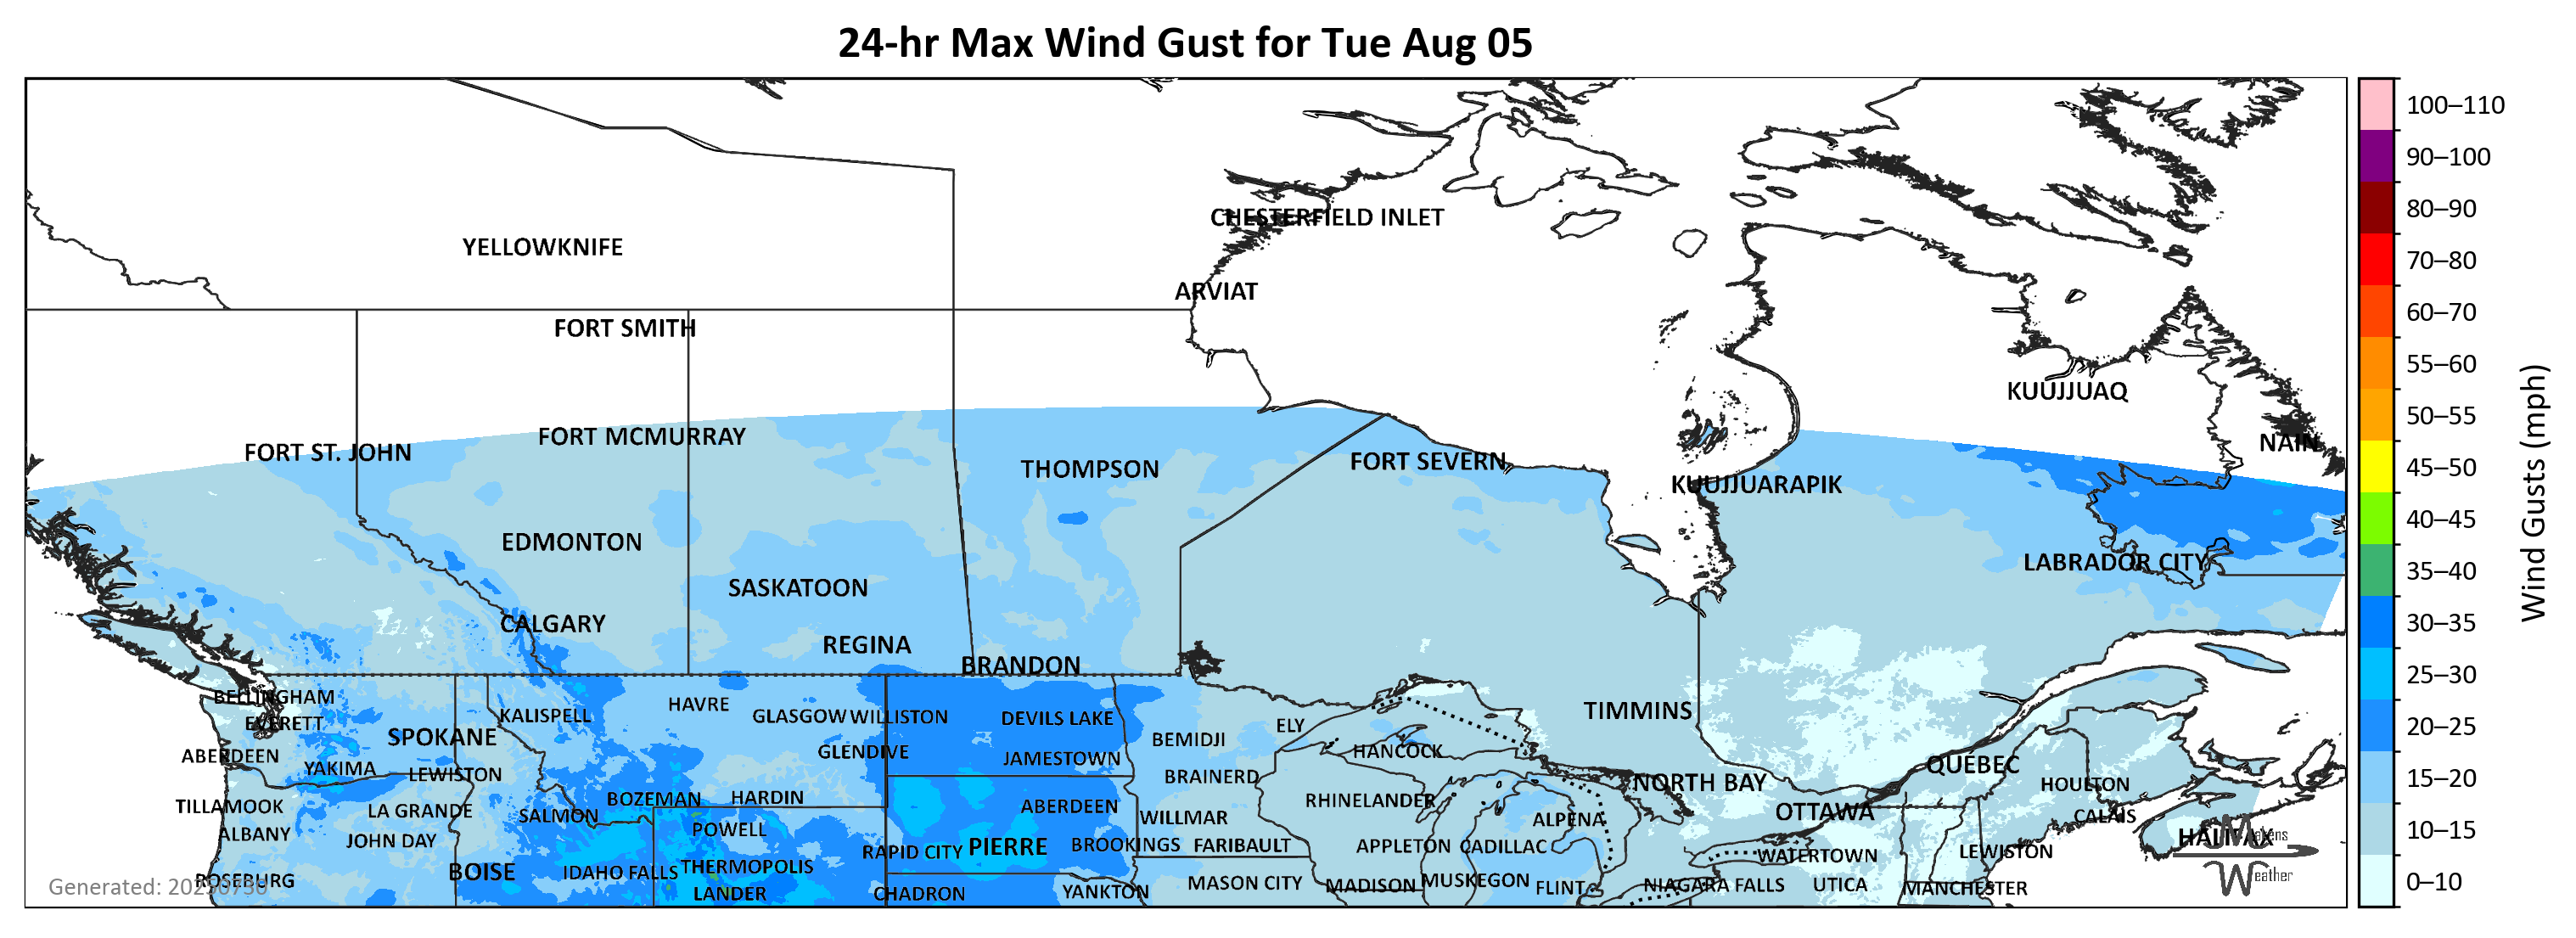 24-hr Max Wind Gust for Tue Aug 05
100–110
90–100
CHESTERFIELD INLET
80–90
YELLOWKNIFE
70–80
ARVIAT
60–70
FORT SMITH
55–60
KUUJJUAQ
50–55
FORT MCMURRAY
NAIN
FORT ST. JOHN
THOMPSON
FORT SEVERN
45–50
KUUJJUARAPIK
40–45
EDMONTON
LABRADOR CITY
35–40
SASKATOON
CALGARY
30–35
REGINA
BRANDON
25–30
BELLINGHAM
HAVRE
KALISPELL
GLASGOW
WILLISTON
DEVILS LAKE
TIMMINS
EVERETT
ELY
20–25
SPOKANE
BEMIDJI
ABERDEEN
GLENDIVE
JAMESTOWN
HANCOCK
QUEBEC
YAKIMA
LEWISTON
BRAINERD
15–20
NORTH BAY
HOULTON
TILLAMOOK
LA GRANDE
BOZEMAN
HARDIN
ABERDEEN
RHINELANDER
OTTAWA
SALMON
WILLMAR
ALPENA
CALAIS
10–15
ALBANY
JOHN DAY
POWELL
HALIFAX
Makens
Weather
RAPID CITY
PIERRE
BROOKINGS
FARIBAULT
APPLETON
CADILLAC
WATERTOWN
LEWISTON
BOISE
IDAHO FALLS
THERMOPOLIS
ROSEBURG
LANDER
CHADRON
YANKTON
MASON CITY
MADISON
MUSKEGON
FLINT
NIAGARA FALLS
UTICA
MANCHESTER
0–10
Wind Gusts (mph)
Generated: